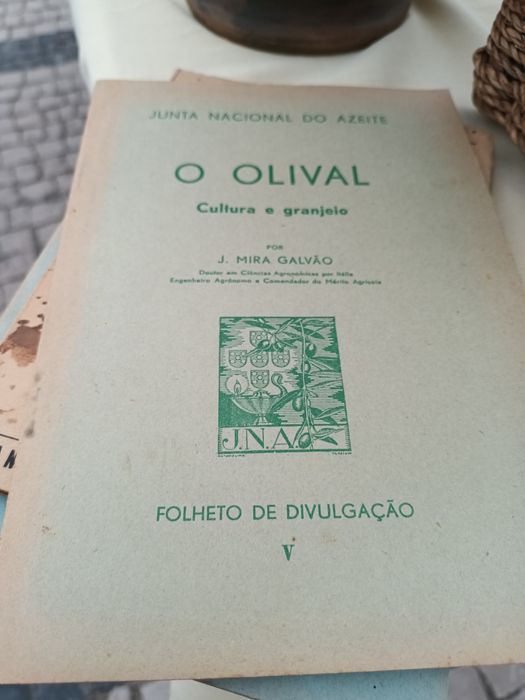 JUNTA NACIONAL DO AZEITE
O OLIVAL
Cultura e granjeio
POR
J. MIRA GALVÃO
Doutor em Ciências Agronómicas por Itália
Engenheiro Agrónomo e Comendador do Mérito Agrícola
J.N.A.
FOLHETO DE DIVULGAÇÃO
V